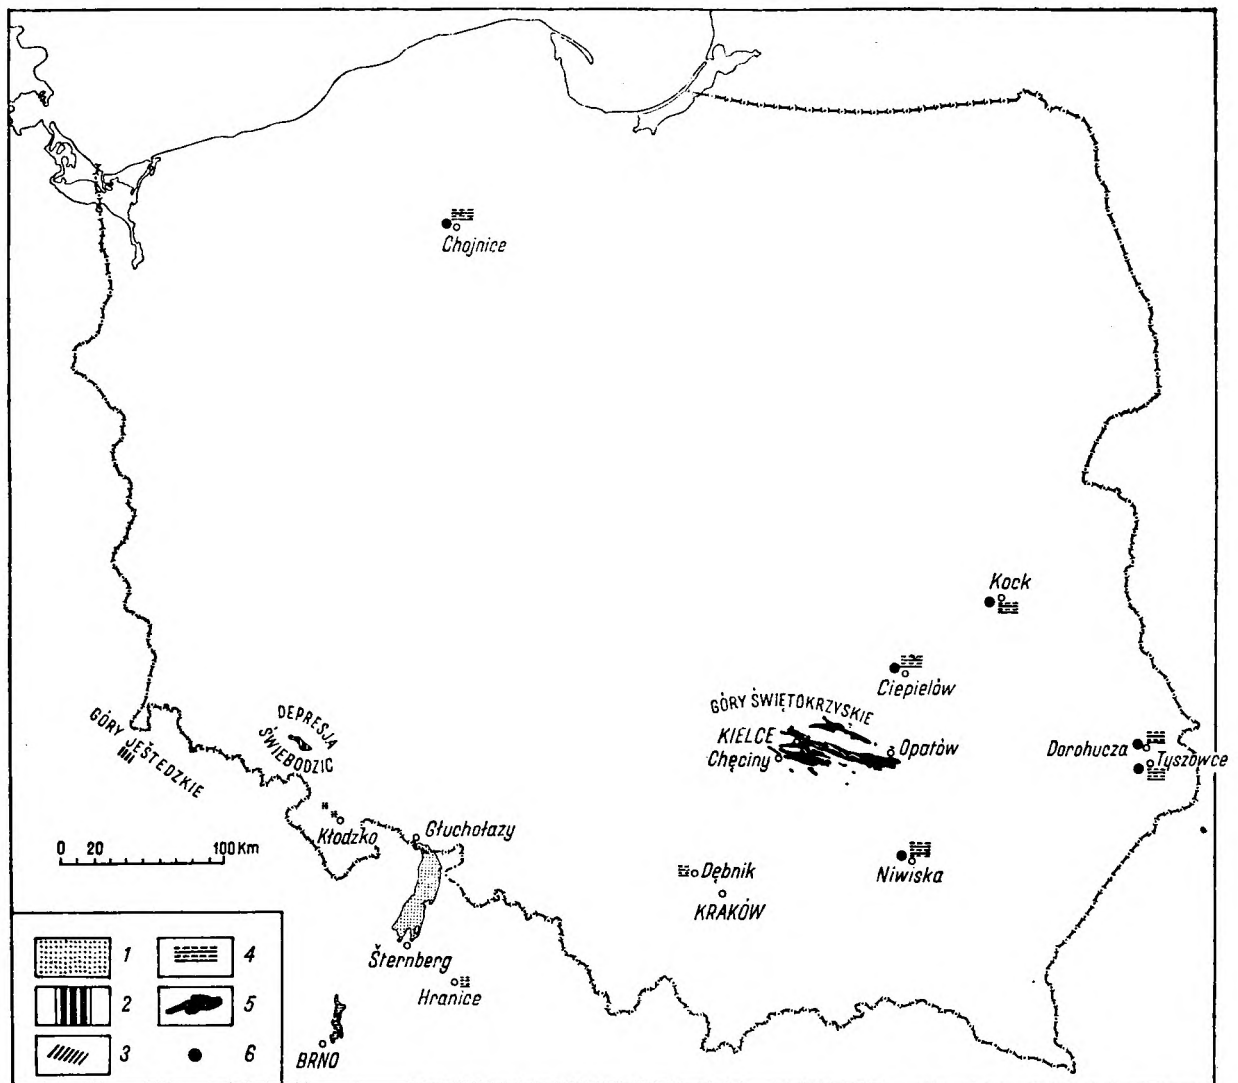 Chojnice
Kock
Ciepielów
GÓRY ŚWIĘTOKRZYSKIE
KIELCE
Chęciny
Opatów
Dorohucza
Tyszowce
GÓRY JEŠTEDZKIE
DEPRESJA
ŚWIEBODZIC
Kłodzko
Głuchołazy
0 20 100 Km
Dębnik
KRAKÓW
Niwiska
Šternberg
Hranice
BRNO
1 4
2 5
3 6